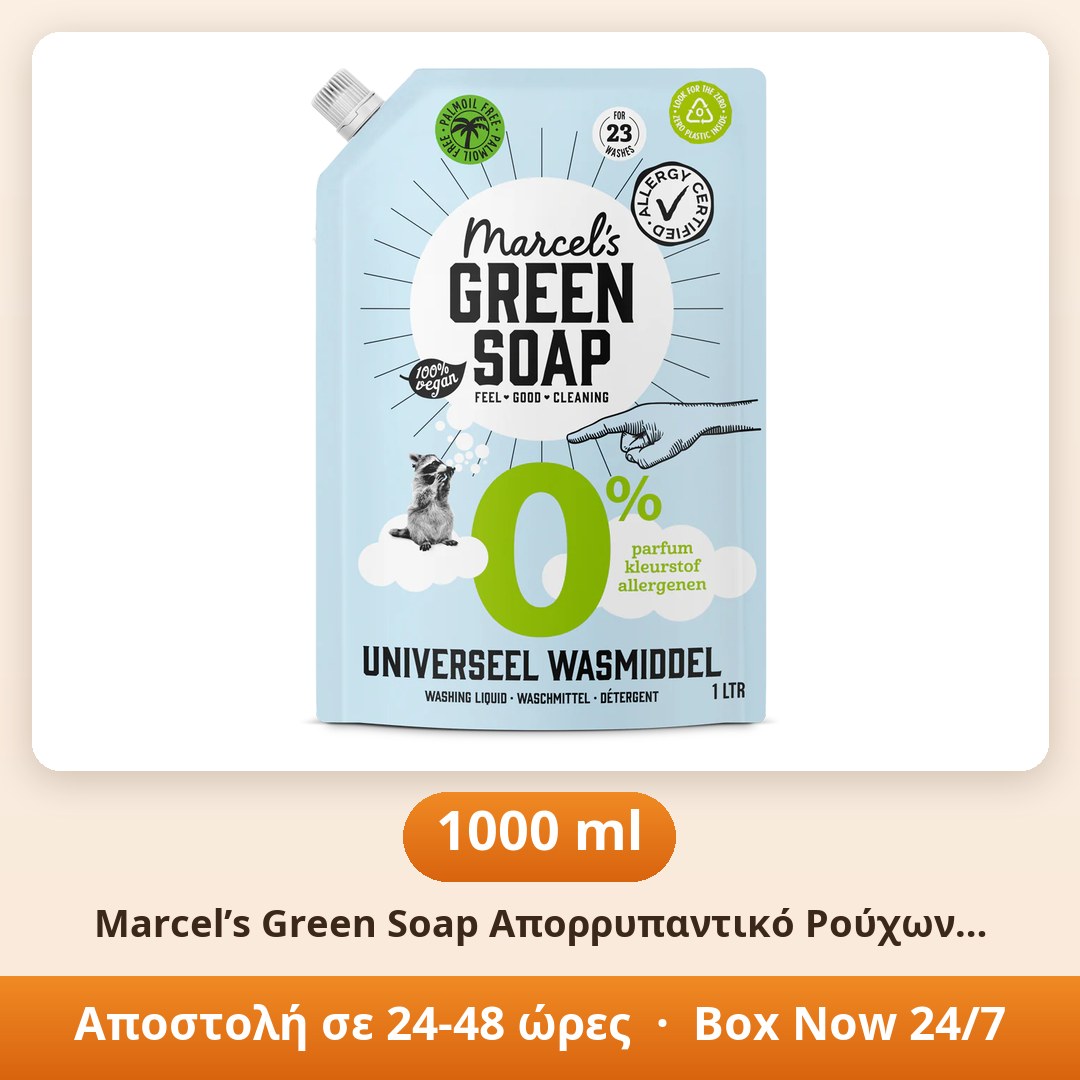 PALMOIL FREE · PALMOIL FREE ·
FOR
23
WASHES
LOOK FOR THE ZERO
ZERO PLASTIC INSIDE
ALLERGY CERTIFIED
Marcel's
GREEN
SOAP
FEEL ♥ GOOD ♥ CLEANING
100%
vegan
0%
parfum
kleurstof
allergenen
UNIVERSEEL WASMIDDEL
WASHING LIQUID · WASCHMITTEL · DÉTERGENT
1 LTR
1000 ml
Marcel’s Green Soap Απορρυπαντικό Ρούχων...
Αποστολή σε 24-48 ώρες · Box Now 24/7